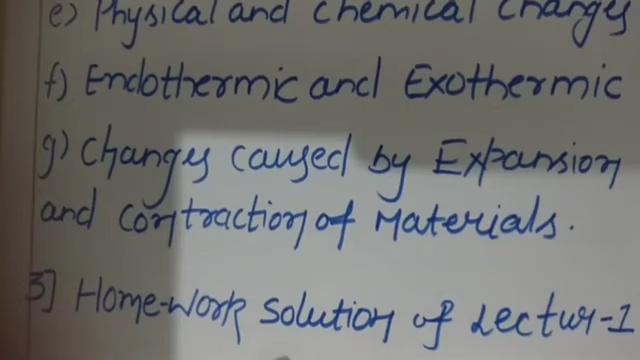 e) Physical and Chemical Changes
f) Endothermic and Exothermic
g) Changes caused by Expansion
and contraction of Materials.
3] Home-work solution of Lectur-1